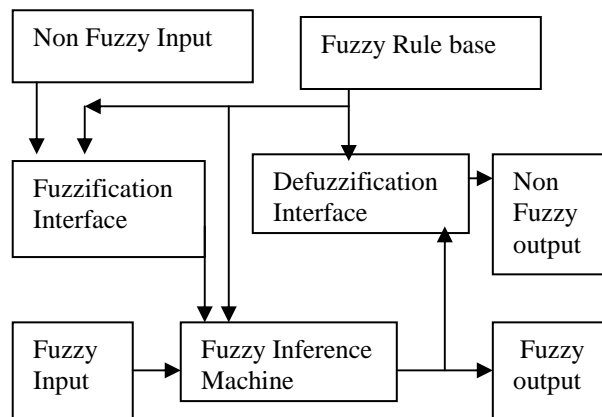 Non Fuzzy Input
Fuzzy Rule base
Fuzzification
Interface
Defuzzification
Interface
Non
Fuzzy
output
Fuzzy
Input
Fuzzy Inference
Machine
Fuzzy
output